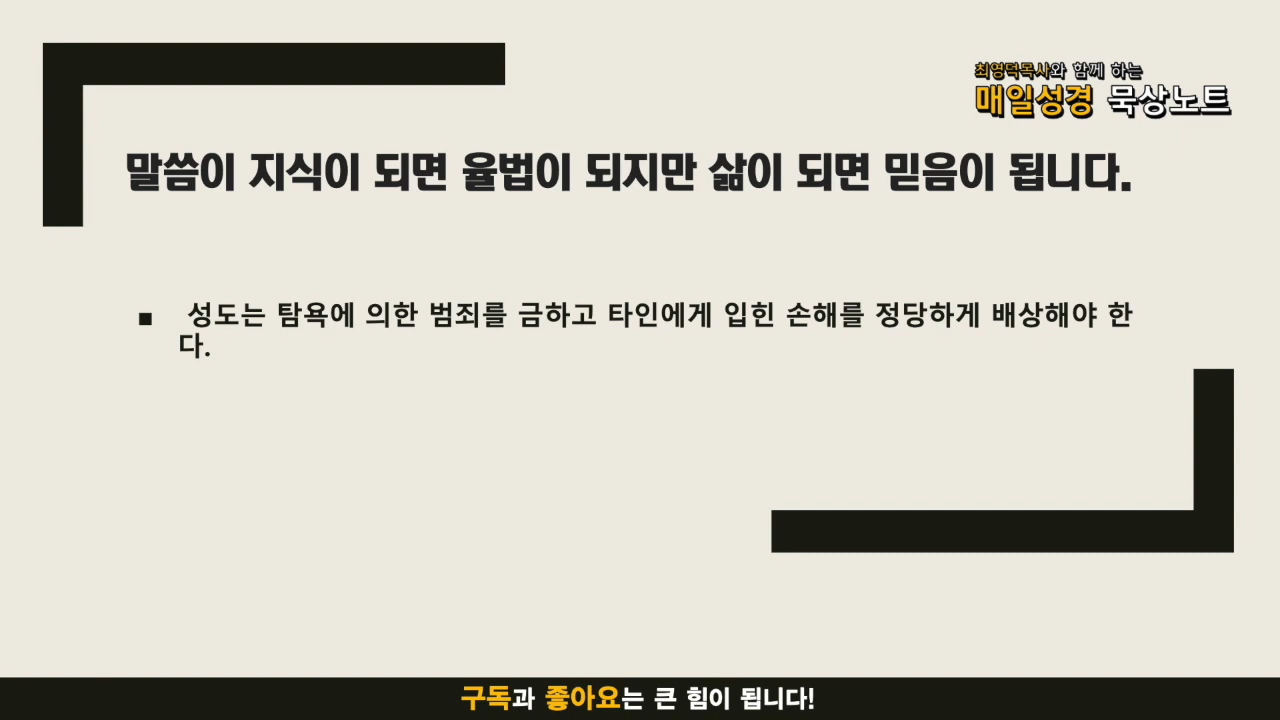 최영덕목사와 함께 하는
매일성경 묵상노트
말씀이 지식이 되면 율법이 되지만 삶이 되면 믿음이 됩니다.
■ 성도는 탐욕에 의한 범죄를 금하고 타인에게 입힌 손해를 정당하게 배상해야 한
다.
구독과 좋아요는 큰 힘이 됩니다!